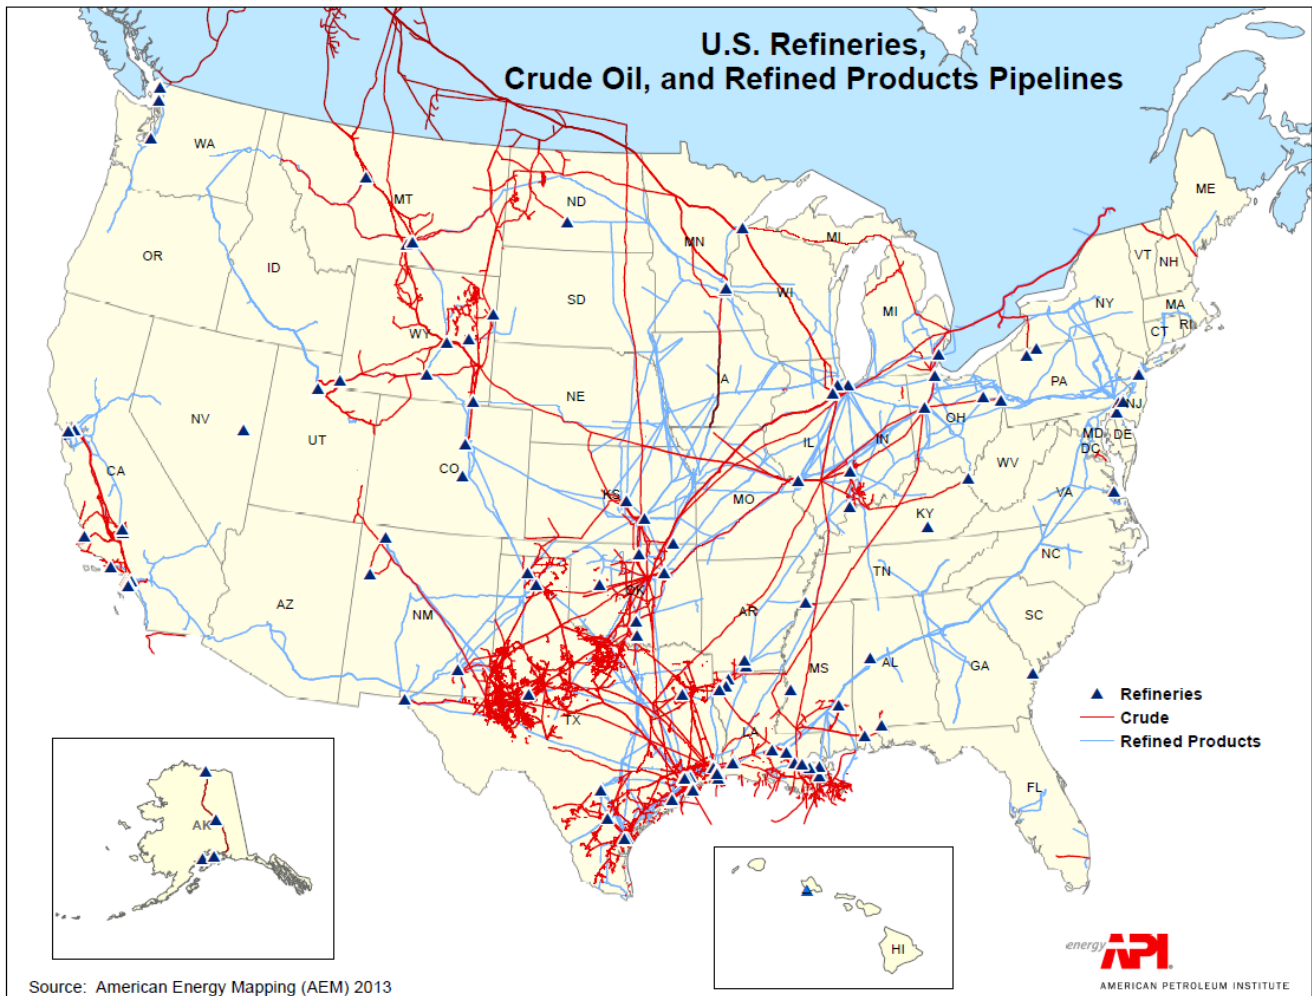 U.S. Refineries,
Crude Oil, and Refined Products Pipelines
WA
MT
ND
MN
MI
ME
VT
NH
OR
ID
SD
WI
MI
NY
MA
CT
RI
WY
IA
PA
NJ
NE
OH
NV
UT
IL
IN
MD
DE
DC
CA
CO
KS
MO
WV
VA
KY
NC
TN
AZ
NM
OK
AR
SC
MS
AL
GA
TX
LA
FL
Refineries
Crude
Refined Products
AK
HI
energy API
AMERICAN PETROLEUM INSTITUTE
Source: American Energy Mapping (AEM) 2013